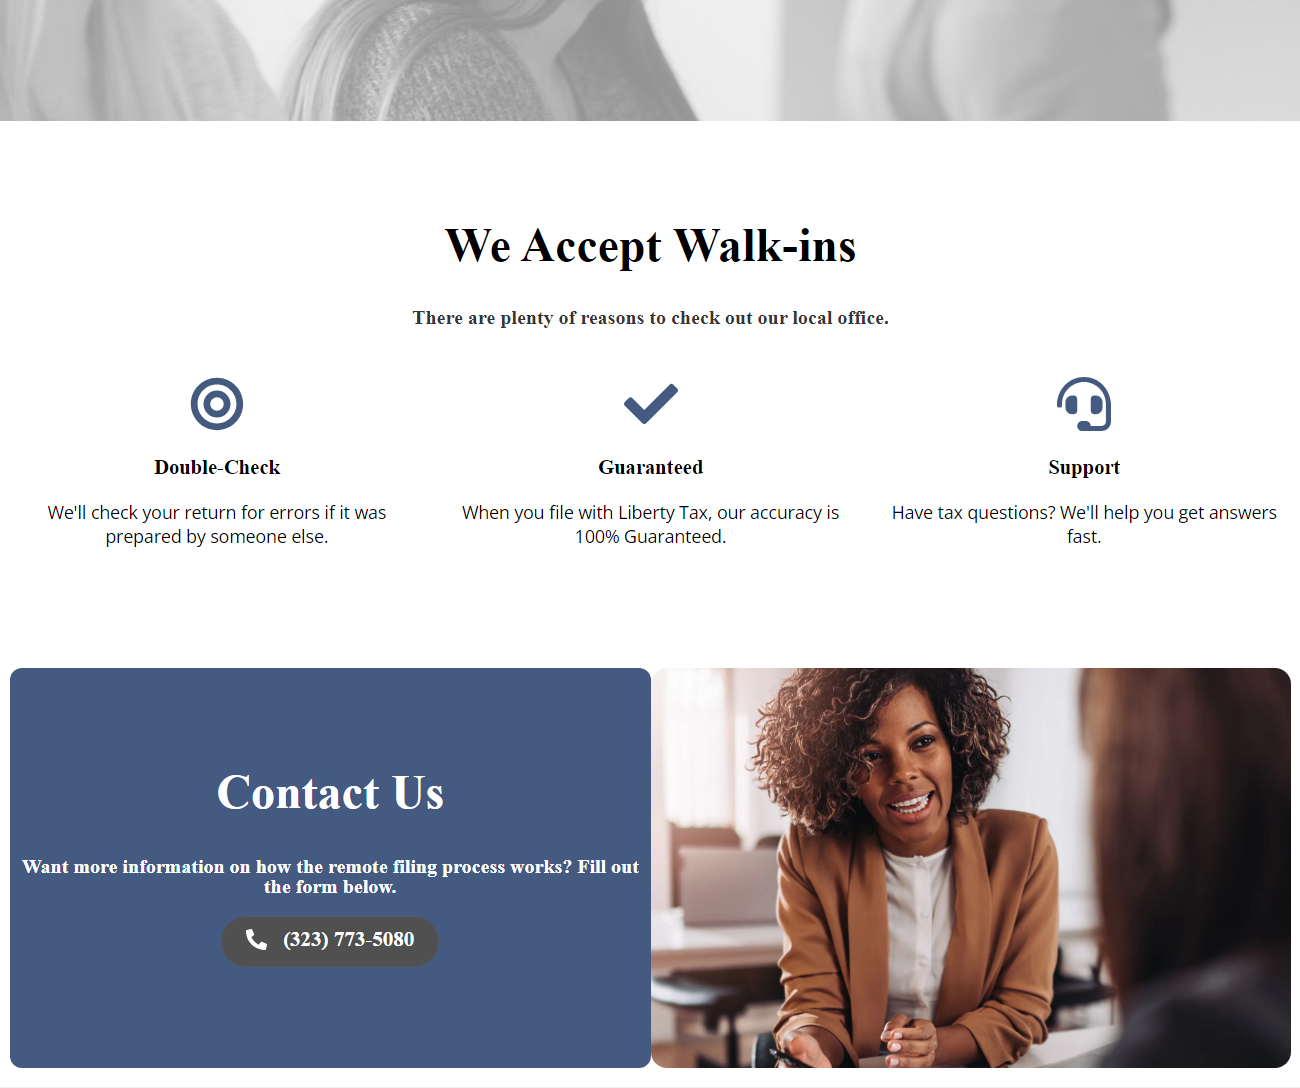 We Accept Walk-ins
There are plenty of reasons to check out our local office.
Double-Check
We'll check your return for errors if it was
prepared by someone else.
Guaranteed
When you file with Liberty Tax, our accuracy is
100% Guaranteed.
Support
Have tax questions? We'll help you get answers
fast.
Contact Us
Want more information on how the remote filing process works? Fill out
the form below.
(323) 773-5080